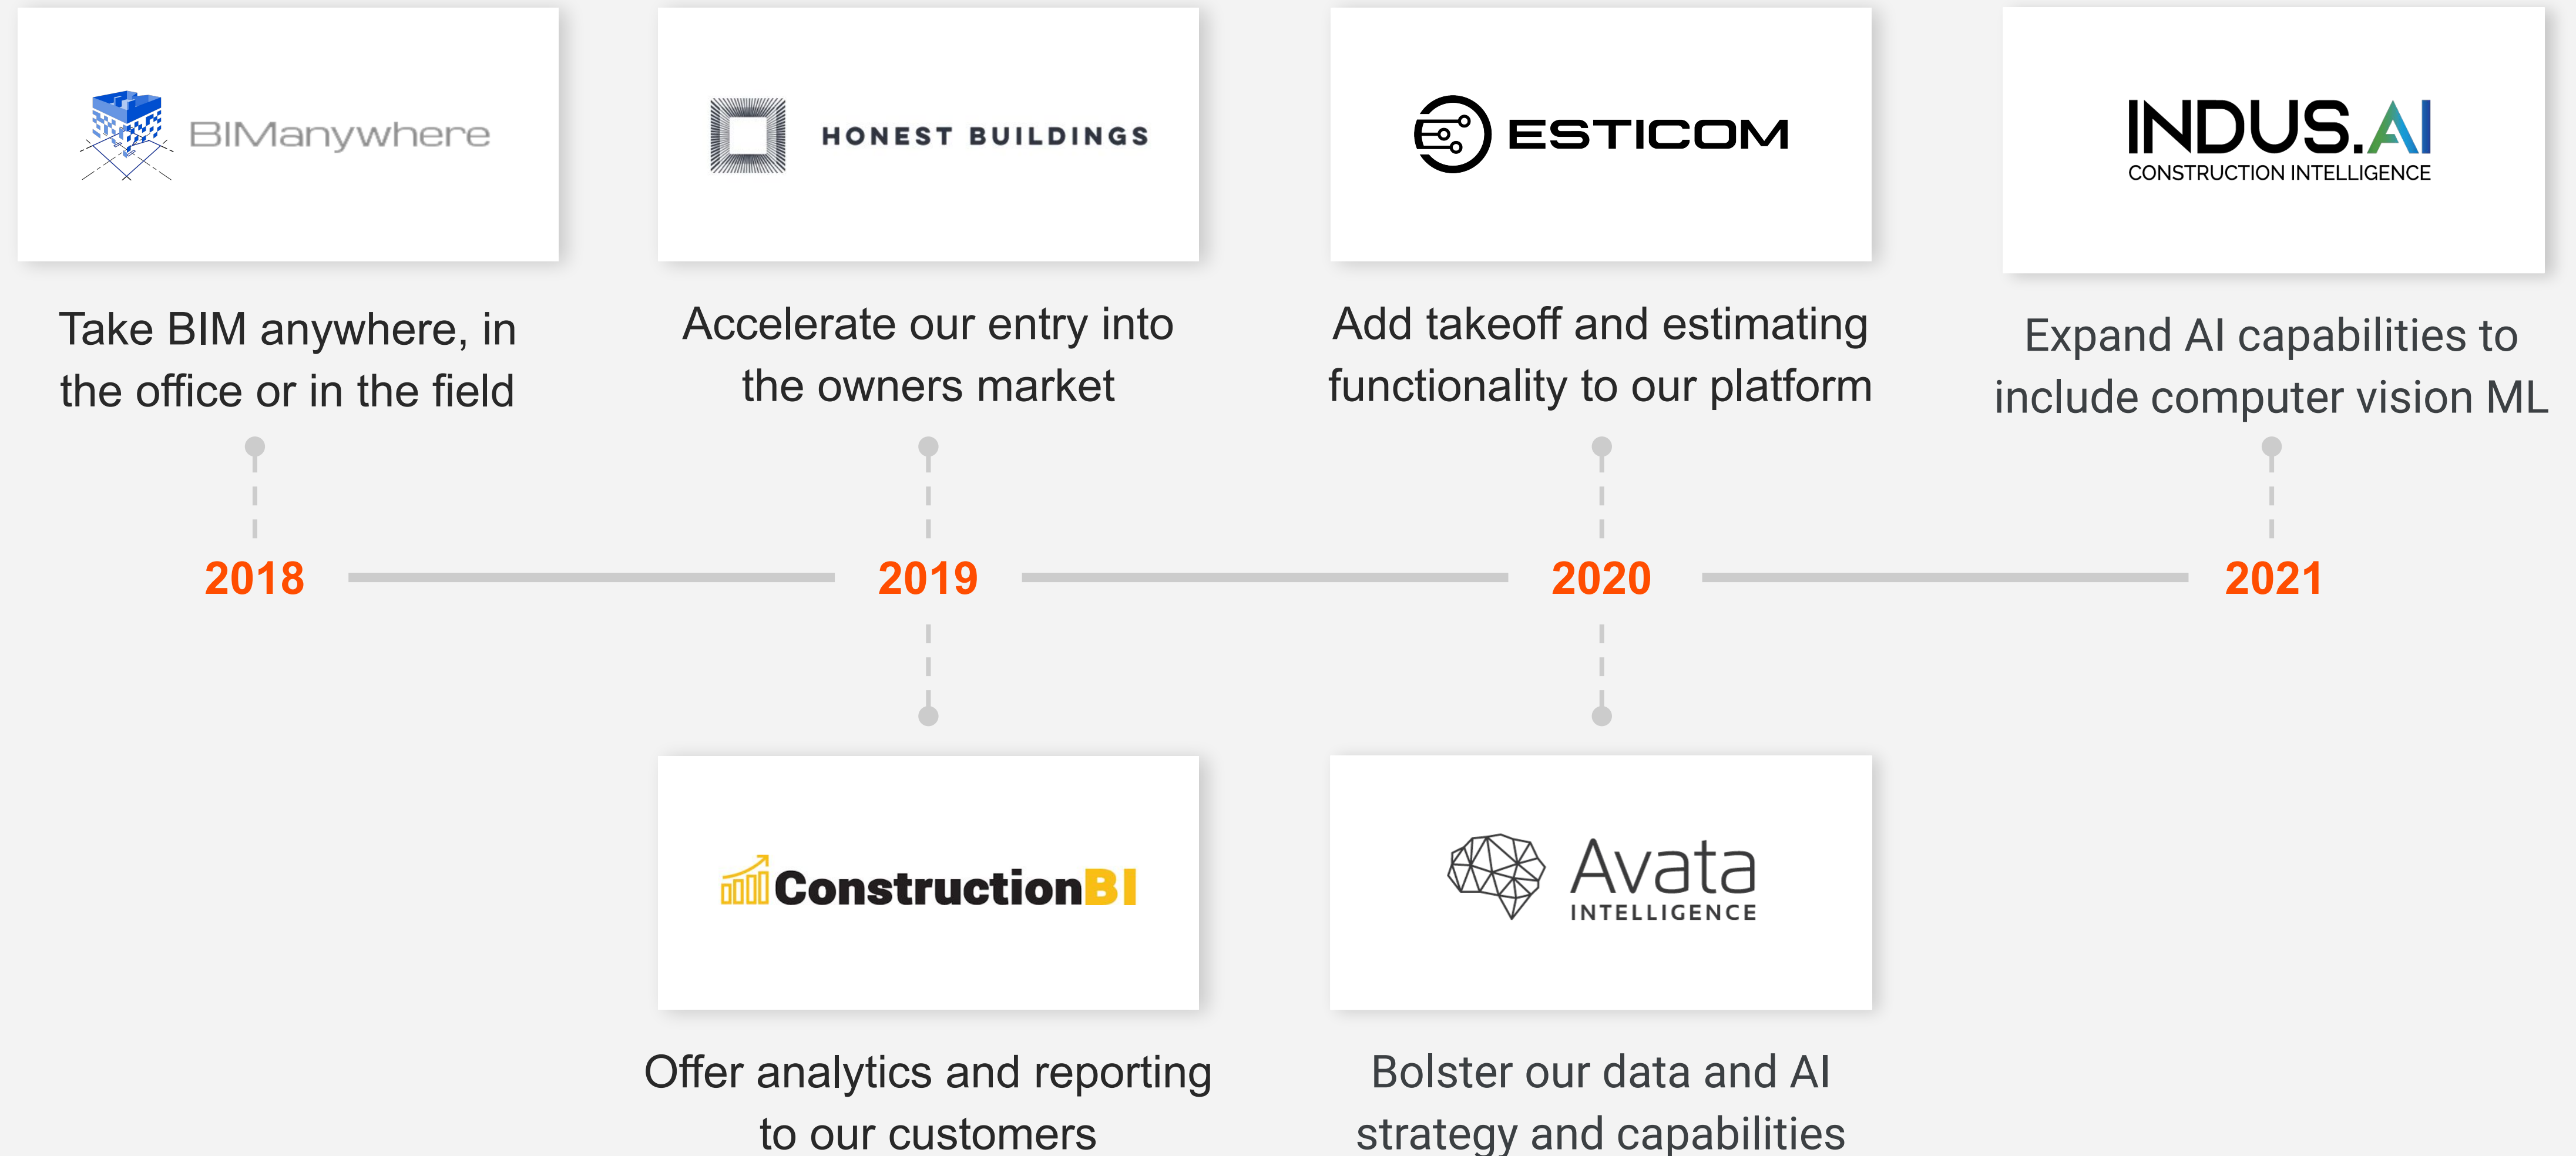 BIManywhere
HONEST BUILDINGS
ESTICOM
INDUS.AI
CONSTRUCTION INTELLIGENCE
Take BIM anywhere, in
the office or in the field
Accelerate our entry into
the owners market
Add takeoff and estimating
functionality to our platform
Expand AI capabilities to
include computer vision ML
2018
2019
2020
2021
ConstructionBI
Avata
INTELLIGENCE
Offer analytics and reporting
to our customers
Bolster our data and AI
strategy and capabilities